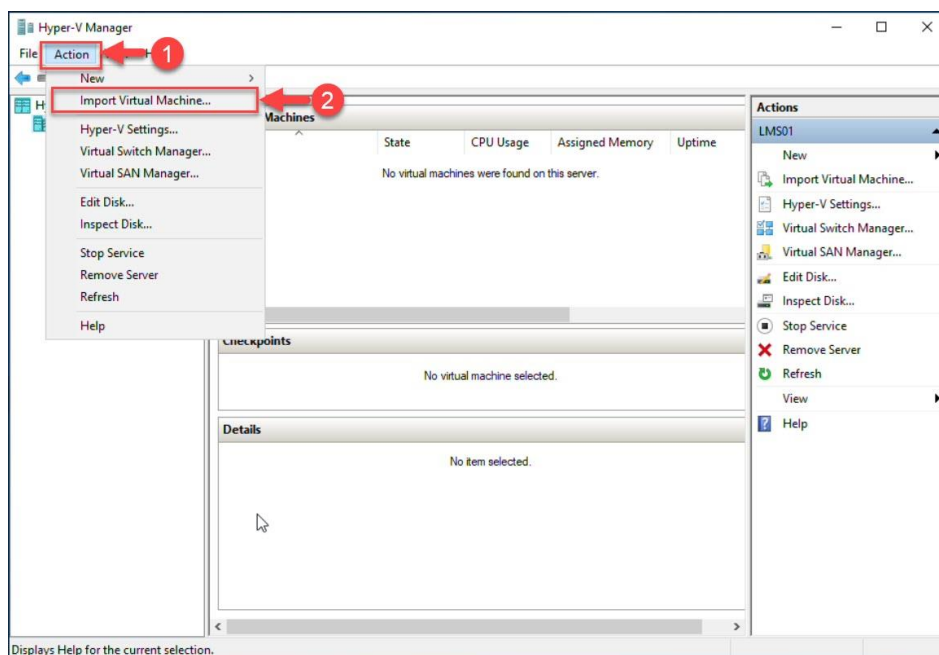 Hyper-V Manager
File Action H
1
New
Import Virtual Machine...
2
Hyper-V Settings...
Virtual Switch Manager...
Virtual SAN Manager...
Edit Disk...
Inspect Disk...
Stop Service
Remove Server
Refresh
Help
H
Machines
State CPU Usage Assigned Memory Uptime
No virtual machines were found on this server.
Checkpoints
No virtual machine selected.
Details
No item selected.
Actions
LMS01
New
Import Virtual Machine...
Hyper-V Settings...
Virtual Switch Manager...
Virtual SAN Manager...
Edit Disk...
Inspect Disk...
Stop Service
Remove Server
Refresh
View
Help
Displays Help for the current selection.